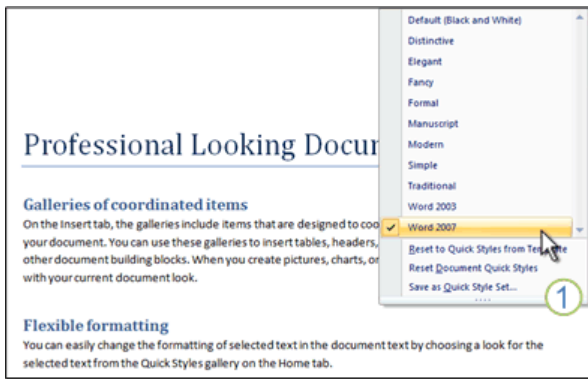 Default (Black and White)
Distinctive
Elegant
Fancy
Formal
Manuscript
Modern
Simple
Traditional
Word 2003
Word 2007
Reset to Quick Styles from Template
Reset Document Quick Styles
Save as Quick Style Set...
1
Professional Looking Docum
Galleries of coordinated items
On the Insert tab, the galleries include items that are designed to coo
your document. You can use these galleries to insert tables, headers,
other document building blocks. When you create pictures, charts, or
with your current document look.
Flexible formatting
You can easily change the formatting of selected text in the document text by choosing a look for the
selected text from the Quick Styles gallery on the Home tab.